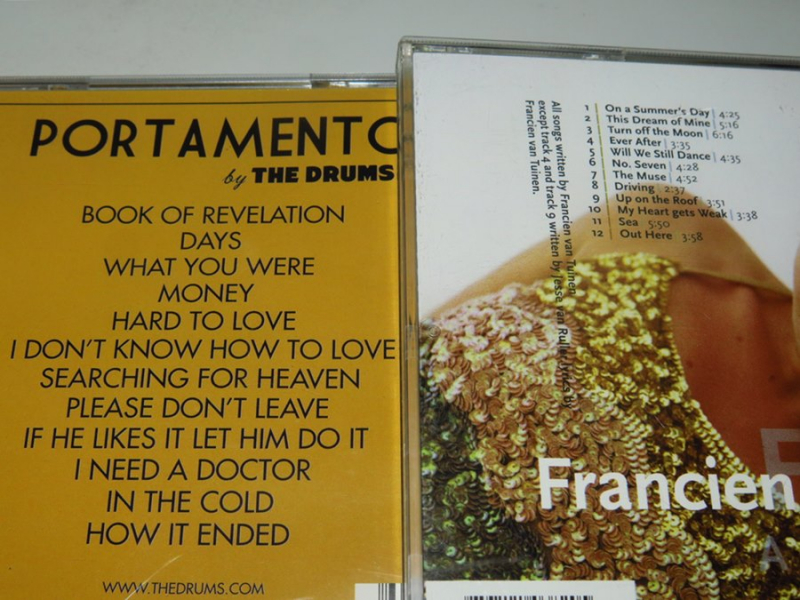 PORTAMENTO
by THE DRUMS
BOOK OF REVELATION
DAYS
WHAT YOU WERE
MONEY
HARD TO LOVE
I DON'T KNOW HOW TO LOVE
SEARCHING FOR HEAVEN
PLEASE DON'T LEAVE
IF HE LIKES IT LET HIM DO IT
I NEED A DOCTOR
IN THE COLD
HOW IT ENDED
WWW.THEDRUMS.COM
All songs written by Francien van Tuinen
except track 4 and track 9 written by Jesse van Ruller, lyrics by
Francien van Tuinen.
1 On a Summer's Day | 4:25
2 This Dream of Mine | 5:16
3 Turn off the Moon | 6:16
4 Ever After | 3:35
5 Will We Still Dance | 4:35
6 No. Seven | 4:28
7 The Muse | 4:52
8 Driving | 2:37
9 Up on the Roof | 3:51
10 My Heart gets Weak | 3:38
11 Sea 5:50
12 Out Here | 3:58
Francien